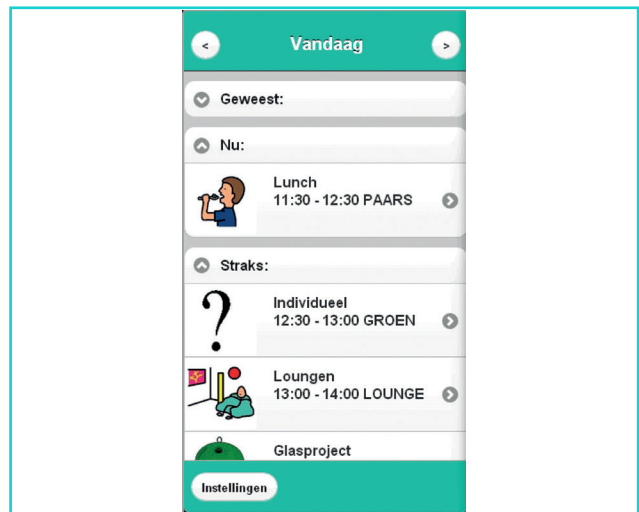 < Vandaag >
Geweest:
Nu:
Lunch
11:30 - 12:30 PAARS
Straks:
Individueel
12:30 - 13:00 GROEN
?
Loungen
13:00 - 14:00 LOUNGE
Glasproject
Instellingen